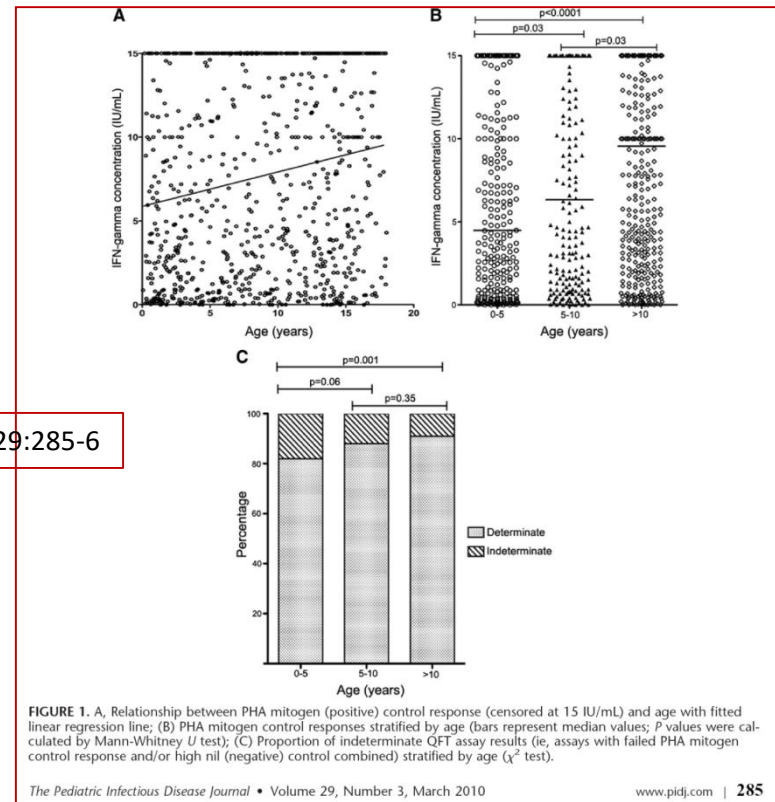 A
IFN-gamma concentration (IU/mL)
15
10
5
0
0
5
10
15
20
Age (years)
B
p<0.0001
p=0.03
p=0.03
IFN-gamma concentration (IU/mL)
15
10
5
0
0-5
5-10
>10
Age (years)
C
p=0.001
p=0.06
p=0.35
29:285-6
Percentage
100
80
60
40
20
0-5
5-10
>10
Age (years)
Determinate
Indeterminate
FIGURE 1. A, Relationship between PHA mitogen (positive) control response (censored at 15 IU/mL) and age with fitted
linear regression line; (B) PHA mitogen control responses stratified by age (bars represent median values; P values were cal-
culated by Mann-Whitney U test); (C) Proportion of indeterminate QFT assay results (ie, assays with failed PHA mitogen
control response and/or high nil (negative) control combined) stratified by age (χ² test).
The Pediatric Infectious Disease Journal • Volume 29, Number 3, March 2010
www.pidj.com | 285